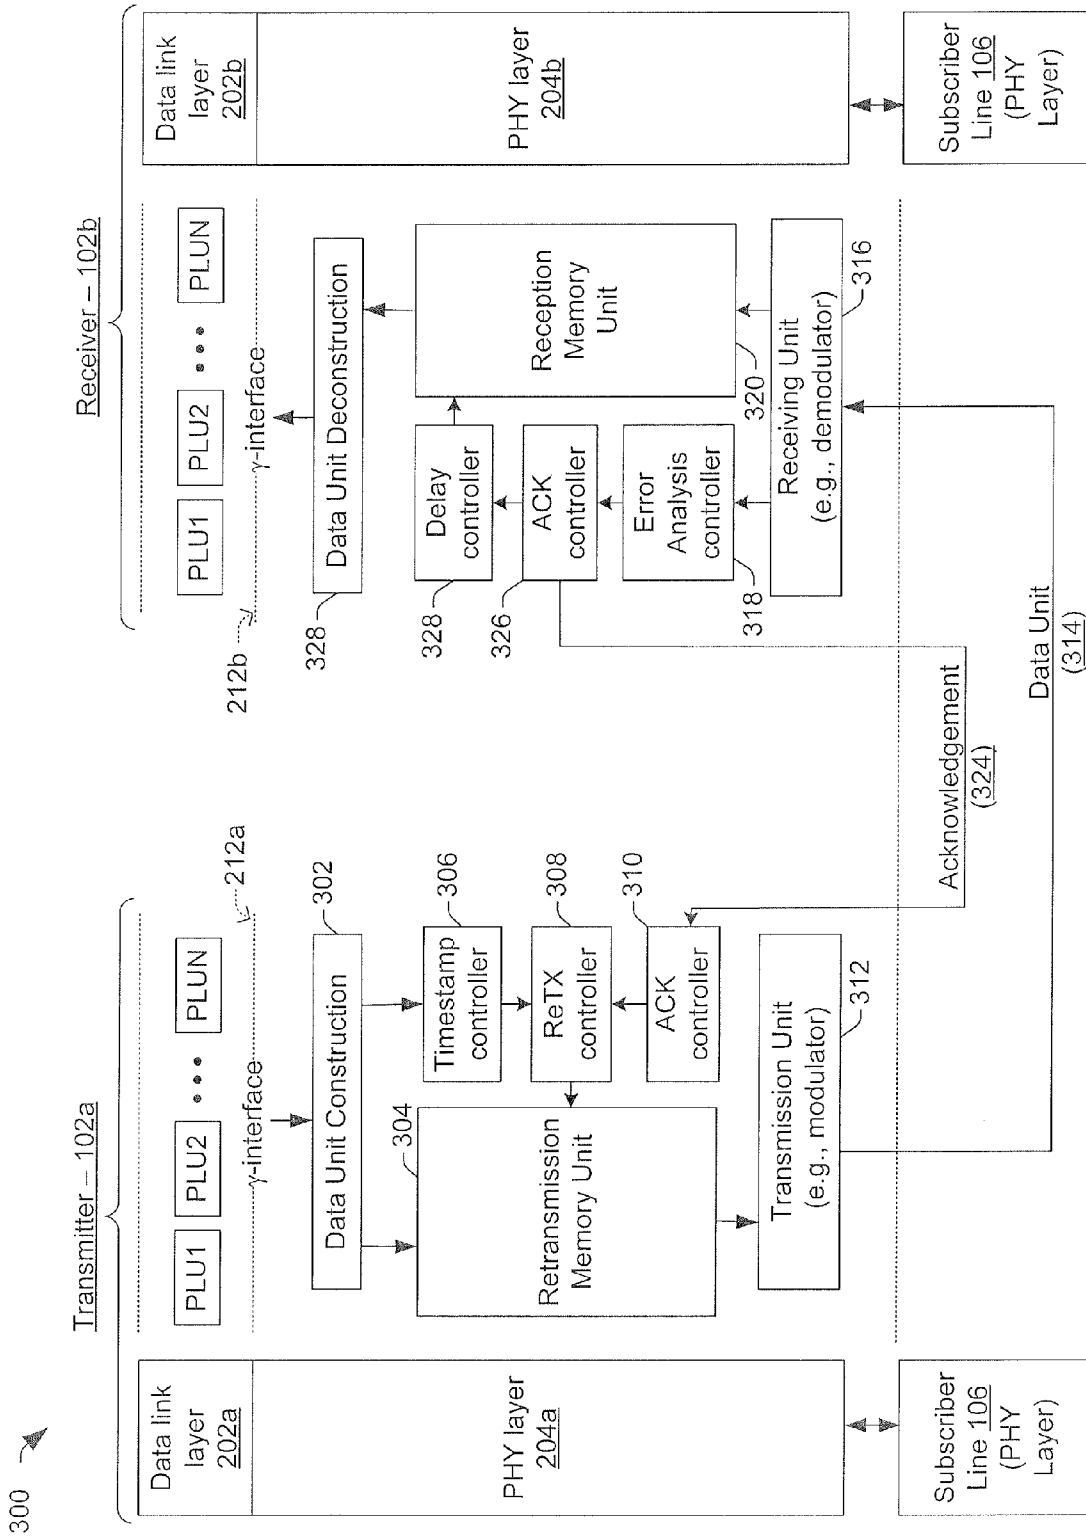 300
Transmitter – 102a
Data link
layer
202a
PHY layer
204a
Subscriber
Line 106
(PHY
Layer)
PLU1
PLU2
PLUN
γ-interface
212a
Data Unit Construction
302
304
Retransmission
Memory Unit
Timestamp
controller
306
ReTX
controller
308
ACK
controller
310
Transmission Unit
(e.g., modulator)
312
Acknowledgement
(324)
Data Unit
(314)
Receiver – 102b
Data link
layer
202b
PHY layer
204b
Subscriber
Line 106
(PHY
Layer)
PLU1
PLU2
PLUN
γ-interface
212b
Data Unit Deconstruction
328
Delay
controller
328
ACK
controller
326
Error
Analysis
controller
318
Reception
Memory
Unit
320
Receiving Unit
(e.g., demodulator)
316